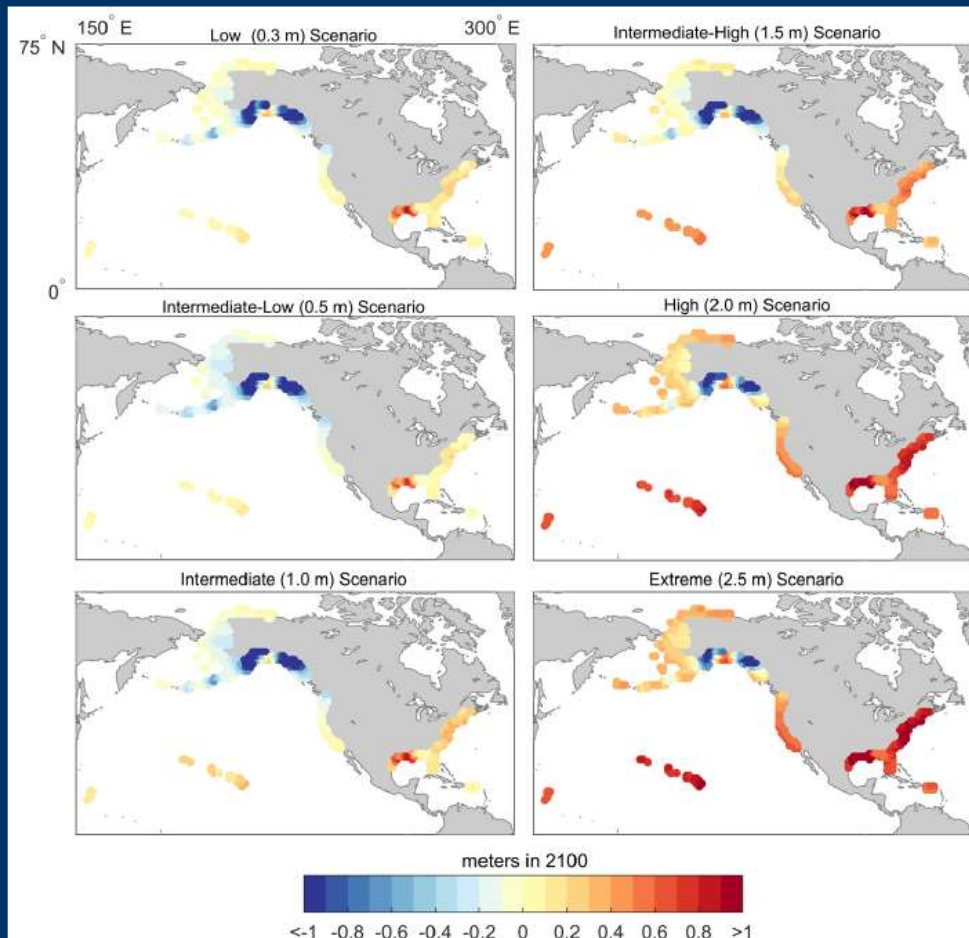 150° E
300° E
75° N
Low (0.3 m) Scenario
Intermediate-High (1.5 m) Scenario
0°
Intermediate-Low (0.5 m) Scenario
High (2.0 m) Scenario
Intermediate (1.0 m) Scenario
Extreme (2.5 m) Scenario
meters in 2100
<-1 -0.8 -0.6 -0.4 -0.2 0 0.2 0.4 0.6 0.8 >1